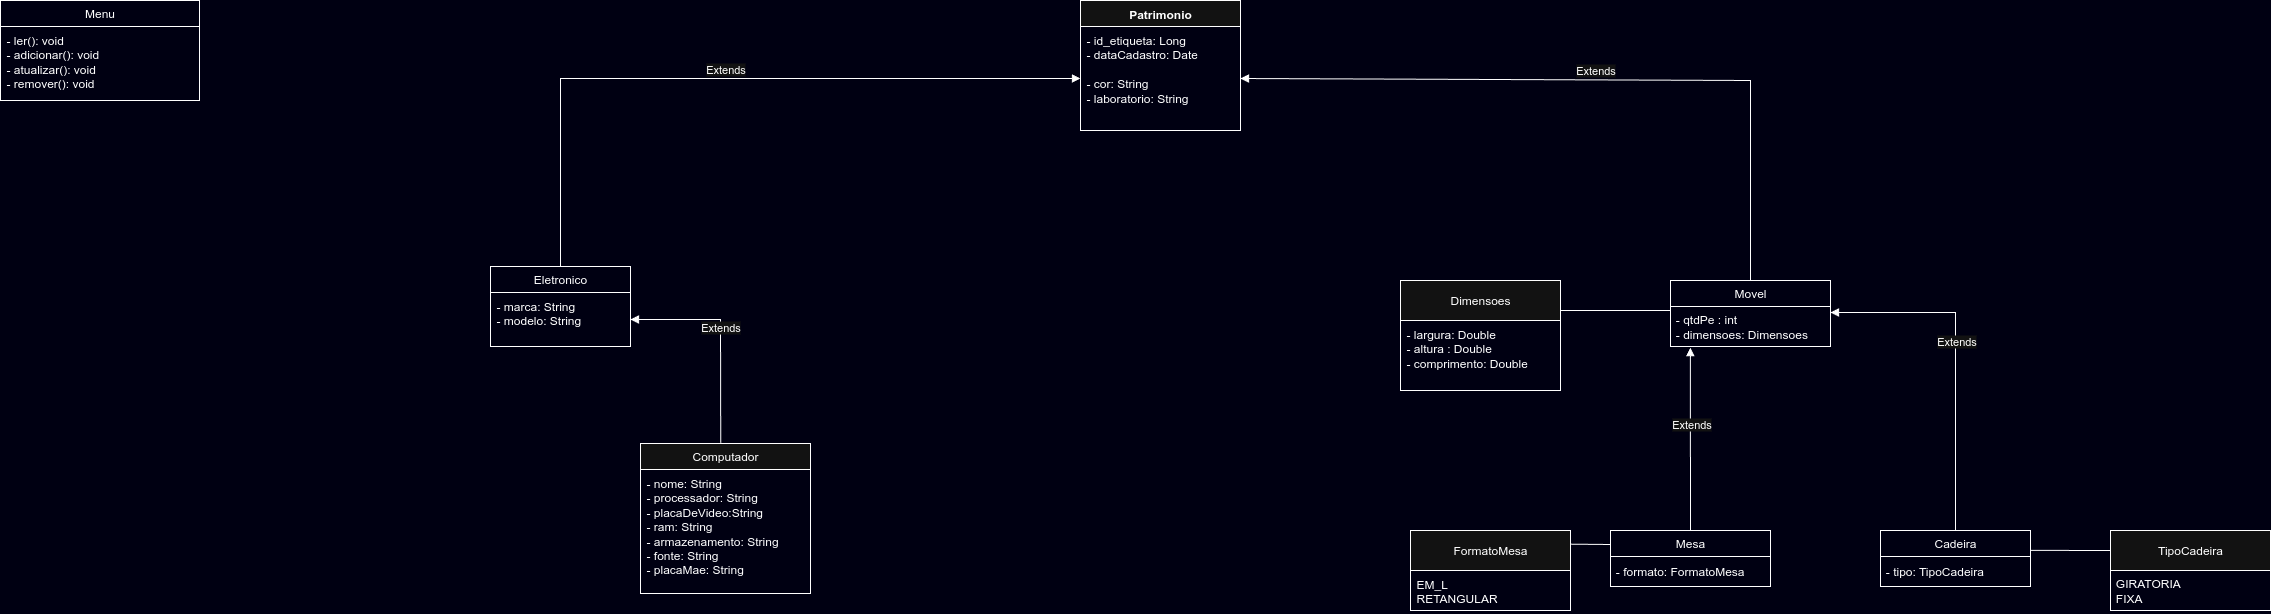 Menu
- ler(): void
- adicionar(): void
- atualizar(): void
- remover(): void
Patrimonio
- id_etiqueta: Long
- dataCadastro: Date
- cor: String
- laboratorio: String
Extends
Extends
Eletronico
- marca: String
- modelo: String
Extends
Computador
- nome: String
- processador: String
- placaDeVideo:String
- ram: String
- armazenamento: String
- fonte: String
- placaMae: String
Dimensoes
- largura: Double
- altura : Double
- comprimento: Double
Movel
- qtdPe : int
- dimensoes: Dimensoes
Extends
Extends
FormatoMesa
EM_L
RETANGULAR
Mesa
- formato: FormatoMesa
Cadeira
- tipo: TipoCadeira
TipoCadeira
GIRATORIA
FIXA